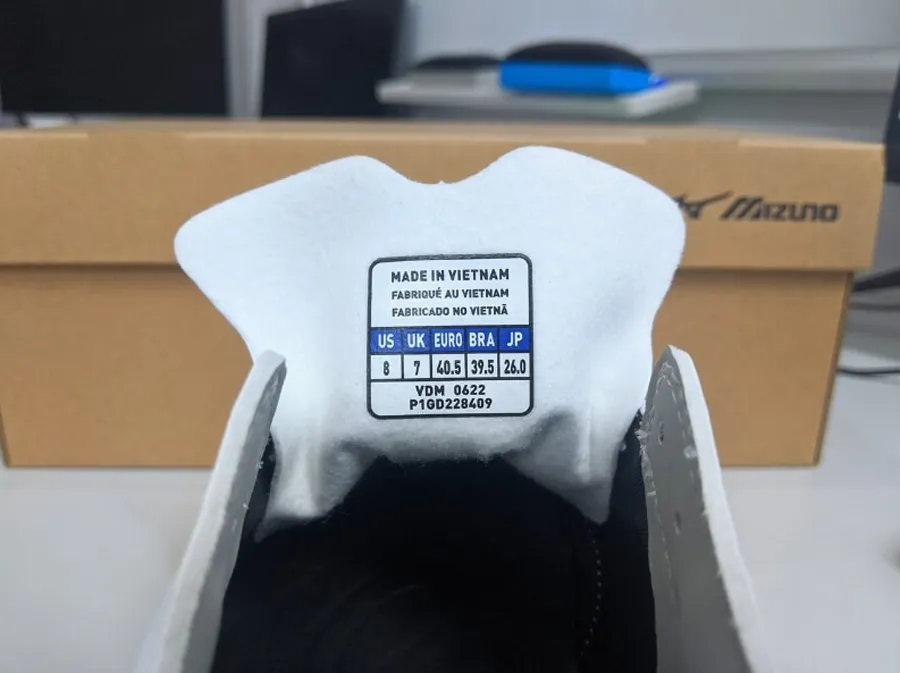 MIZUNO
MADE IN VIETNAM
FABRIQUÉ AU VIETNAM
FABRICADO NO VIETNÃ
US UK EURO BRA JP
8 7 40.5 39.5 26.0
VDM 0622
P1GD228409